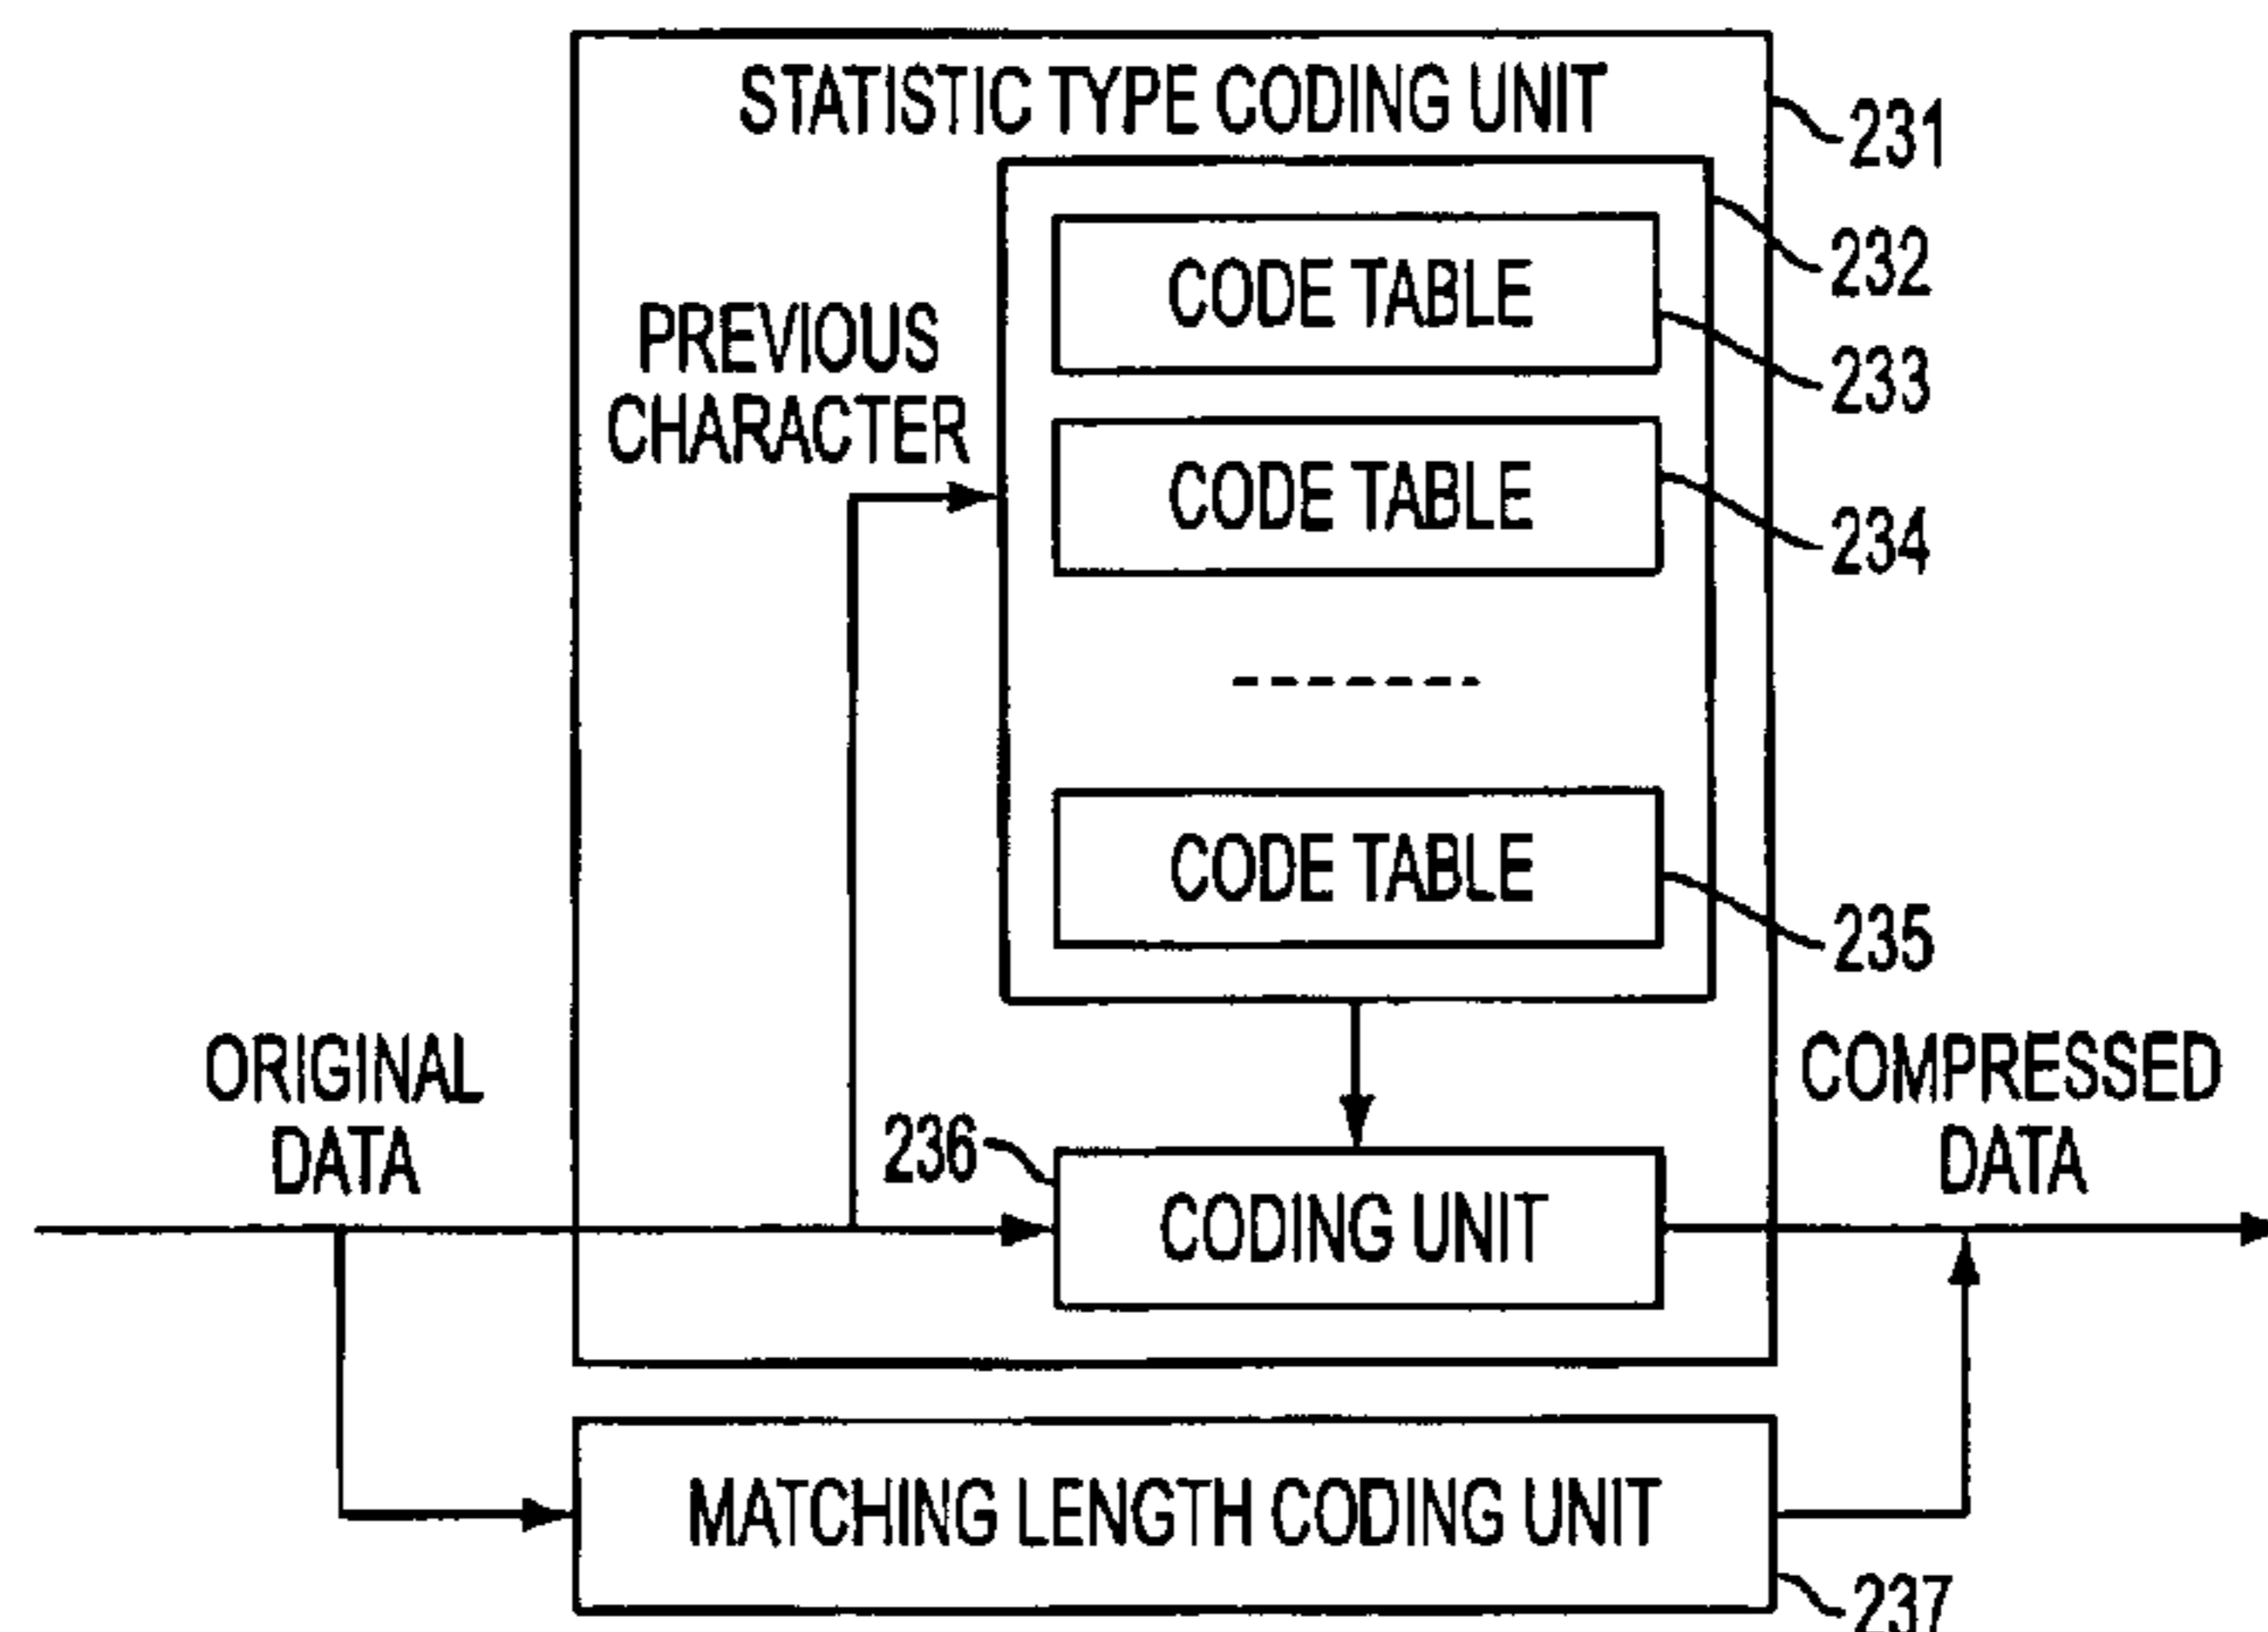 STATISTIC TYPE CODING UNIT
231
232
CODE TABLE
233
PREVIOUS
CHARACTER
CODE TABLE
234
CODE TABLE
235
ORIGINAL
DATA
COMPRESSED
DATA
236
CODING UNIT
MATCHING LENGTH CODING UNIT
237